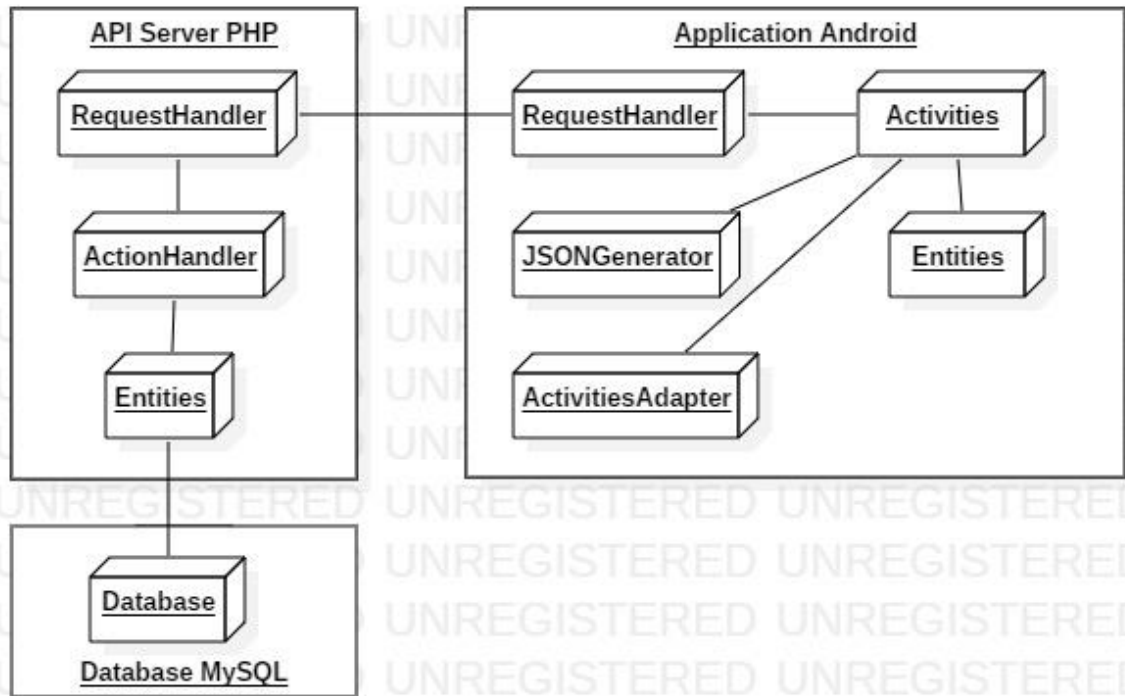 API Server PHP
RequestHandler
ActionHandler
Entities
Application Android
RequestHandler
Activities
JSONGenerator
Entities
ActivitiesAdapter
Database
Database MySQL
UNREGISTERED UNREGISTERED UNREGISTERED
UNREGISTERED UNREGISTERED
UNREGISTERED UNREGISTERED
UNREGISTERED UNREGISTERED